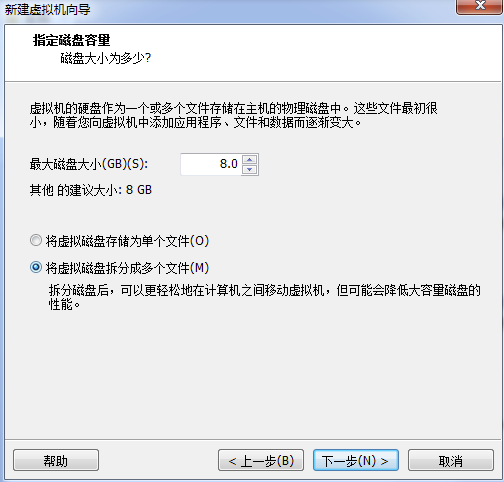 新建虚拟机向导
指定磁盘容量
磁盘大小为多少?
虚拟机的硬盘作为一个或多个文件存储在主机的物理磁盘中。这些文件最初很
小，随着您向虚拟机中添加应用程序、文件和数据而逐渐变大。
最大磁盘大小(GB)(S): 8.0
其他 的建议大小: 8 GB
将虚拟磁盘存储为单个文件(O)
将虚拟磁盘拆分成多个文件(M)
拆分磁盘后，可以更轻松地在计算机之间移动虚拟机，但可能会降低大容量磁盘的
性能。
帮助 < 上一步(B) 下一步(N) > 取消